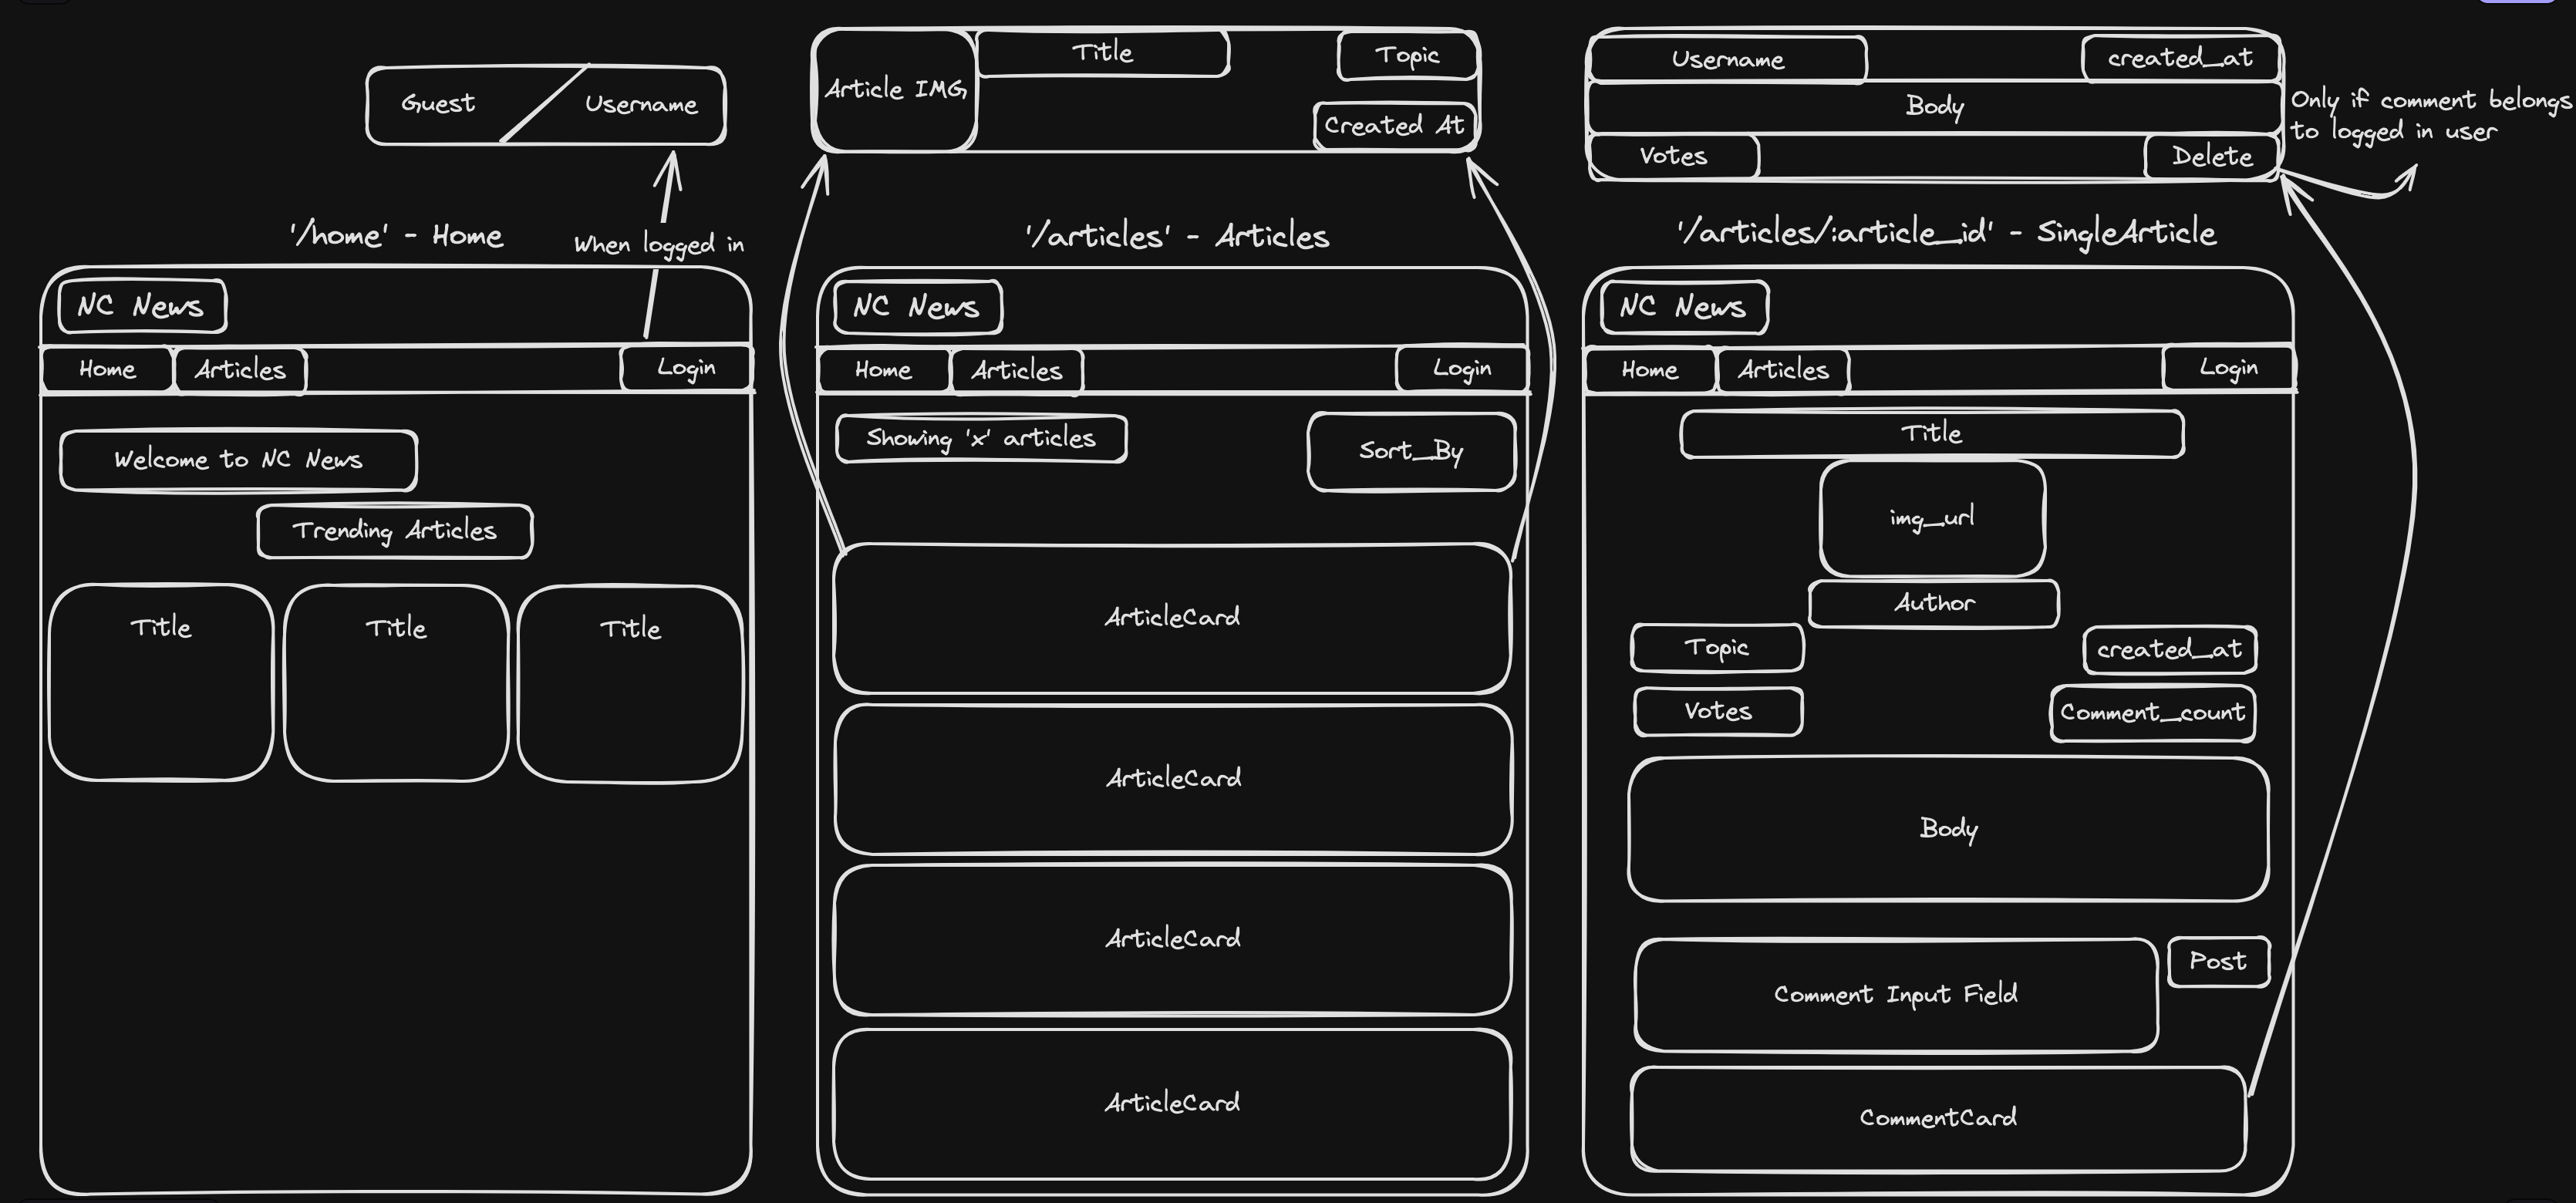 Guest
Username
When logged in
'/home' - Home
NC News
Home
Articles
Login
Welcome to NC News
Trending Articles
Title
Title
Title
Article IMG
Title
Topic
Created At
'/articles' - Articles
NC News
Home
Articles
Login
Showing 'x' articles
Sort_By
ArticleCard
ArticleCard
ArticleCard
ArticleCard
Username
created_at
Body
Votes
Delete
Only if comment belongs
to logged in user
'/articles/:article_id' - SingleArticle
NC News
Home
Articles
Login
Title
img_url
Author
Topic
created_at
Votes
Comment_count
Body
Comment Input Field
Post
CommentCard